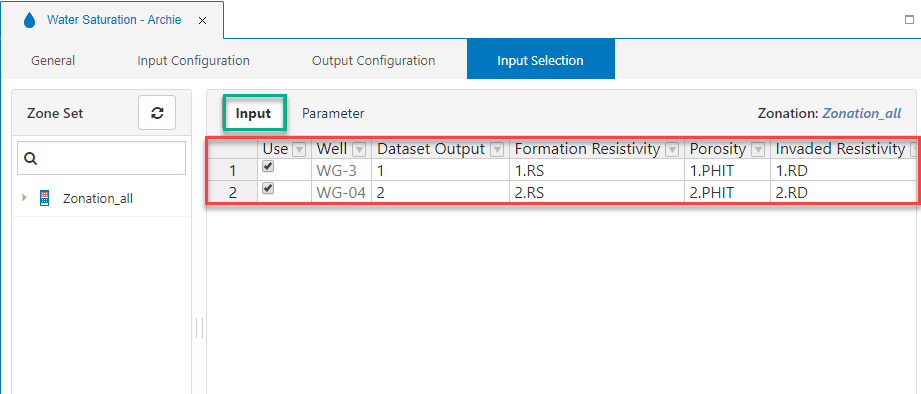 Water Saturation - Archie
General Input Configuration Output Configuration Input Selection
Zone Set
Zonation_all
Input Parameter Zonation: Zonation_all
Use Well Dataset Output Formation Resistivity Porosity Invaded Resistivity
1 WG-3 1 1.RS 1.PHIT 1.RD
2 WG-04 2 2.RS 2.PHIT 2.RD